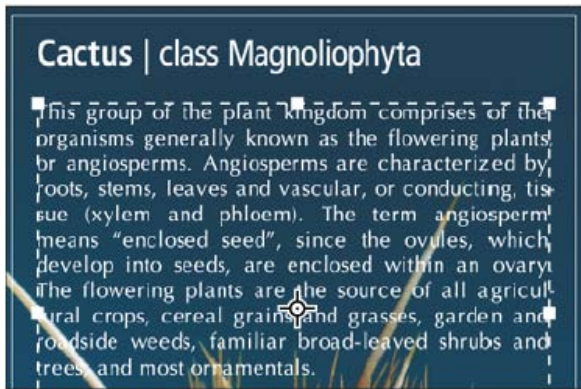 Cactus | class Magnoliophyta
This group of the plant kingdom comprises of the
organisms generally known as the flowering plants
or angiosperms. Angiosperms are characterized by
roots, stems, leaves and vascular, or conducting, tis
sue (xylem and phloem). The term angiosperm
means “enclosed seed”, since the ovules, which
develop into seeds, are enclosed within an ovary.
The flowering plants are the source of all agricul
tural crops, cereal grains and grasses, garden and
roadside weeds, familiar broad-leaved shrubs and
trees, and most ornamentals.